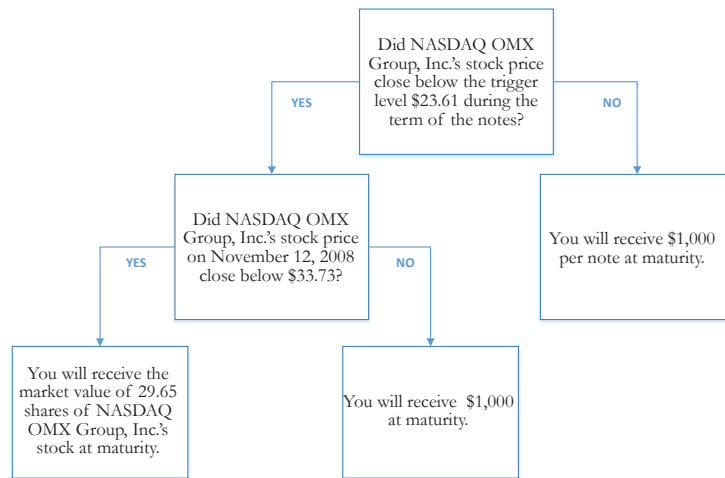 Did NASDAQ OMX
Group, Inc.'s stock price
close below the trigger
level $23.61 during the
term of the notes?
YES
NO
Did NASDAQ OMX
Group, Inc.'s stock price
on November 12, 2008
close below $33.73?
You will receive $1,000
per note at maturity.
YES
NO
You will receive the
market value of 29.65
shares of NASDAQ
OMX Group, Inc.'s
stock at maturity.
You will receive $1,000
at maturity.